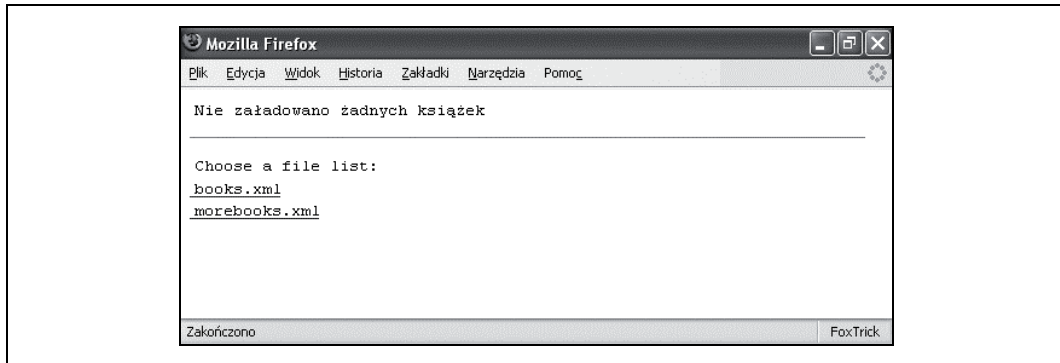 Mozilla Firefox
Plik Edycja Widok Historia Zakładki Narzędzia Pomoc
Nie załadowano żadnych książek
Choose a file list:
books.xml
morebooks.xml
Zakończono FoxTrick